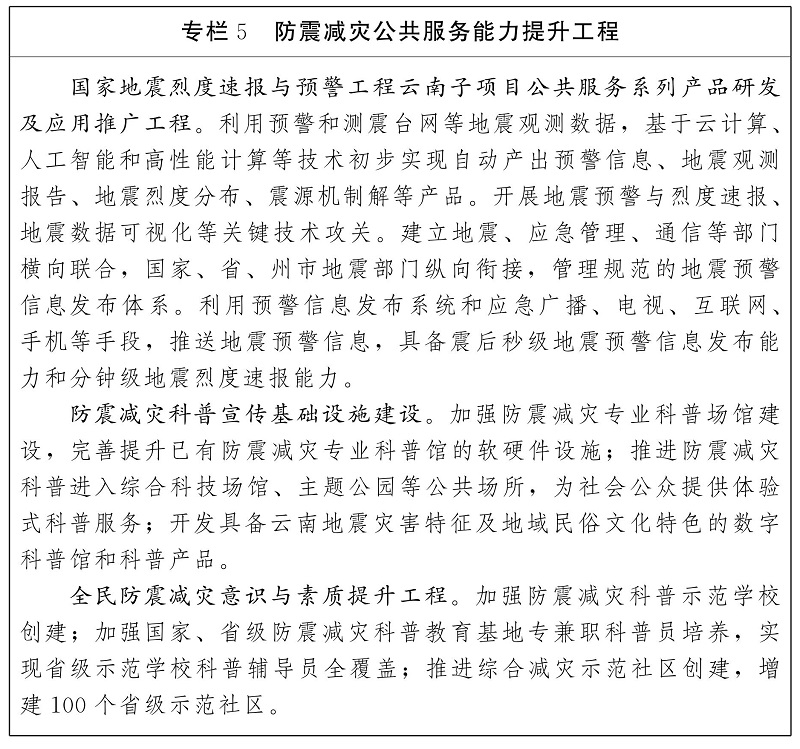 专栏 5　防震减灾公共服务能力提升工程
国家地震烈度速报与预警工程云南子项目公共服务系列产品研发
及应用推广工程。利用预警和测震台网等地震观测数据，基于云计算、
人工智能和高性能计算等技术初步实现自动产出预警信息、地震观测
报告、地震烈度分布、震源机制解等产品。开展地震预警与烈度速报、
地震数据可视化等关键技术攻关。建立地震、应急管理、通信等部门
横向联合，国家、省、州市地震部门纵向衔接，管理规范的地震预警
信息发布体系。利用预警信息发布系统和应急广播、电视、互联网、
手机等手段，推送地震预警信息，具备震后秒级地震预警信息发布能
力和分钟级地震烈度速报能力。
防震减灾科普宣传基础设施建设。加强防震减灾专业科普场馆建
设，完善提升已有防震减灾专业科普馆的软硬件设施；推进防震减灾
科普进入综合科技场馆、主题公园等公共场所，为社会公众提供体验
式科普服务；开发具备云南地震灾害特征及地域民俗文化特色的数字
科普馆和科普产品。
全民防震减灾意识与素质提升工程。加强防震减灾科普示范学校
创建；加强国家、省级防震减灾科普教育基地专兼职科普员培养，实
现省级示范学校科普辅导员全覆盖；推进综合减灾示范社区创建，增
建 100 个省级示范社区。